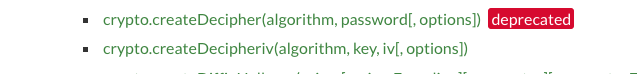 crypto.createDecipher(algorithm, password[, options]) deprecated
crypto.createDecipheriv(algorithm, key, iv[, options])